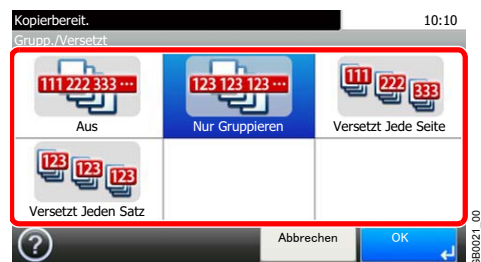 Kopierbereit. 10:10
Grupp./Versetzt
111 222 333 ···
123 123 123 ···
111 222 333
Aus
Nur Gruppieren
Versetzt Jede Seite
123 123 123
Versetzt Jeden Satz
?
Abbrechen
OK